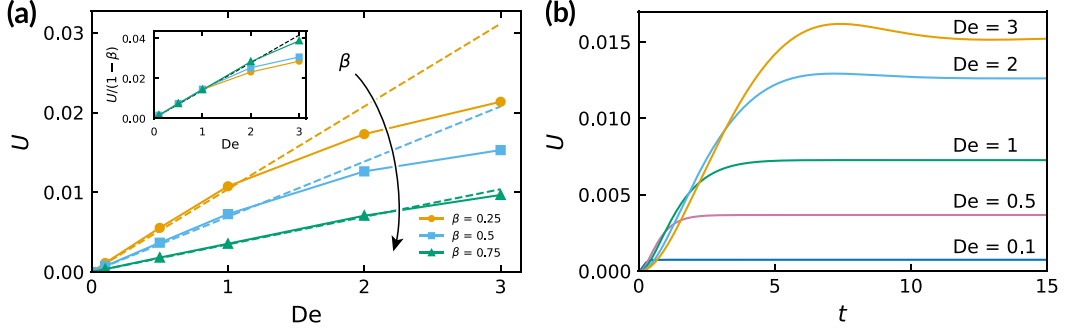 (a)
U
0.03
0.02
0.01
0.00
0
1
2
3
De
U/(1 − β)
0.04
0.02
0.00
0
1
2
3
De
β
β = 0.25
β = 0.5
β = 0.75
(b)
U
0.015
0.010
0.005
0.000
0
5
10
15
t
De = 3
De = 2
De = 1
De = 0.5
De = 0.1